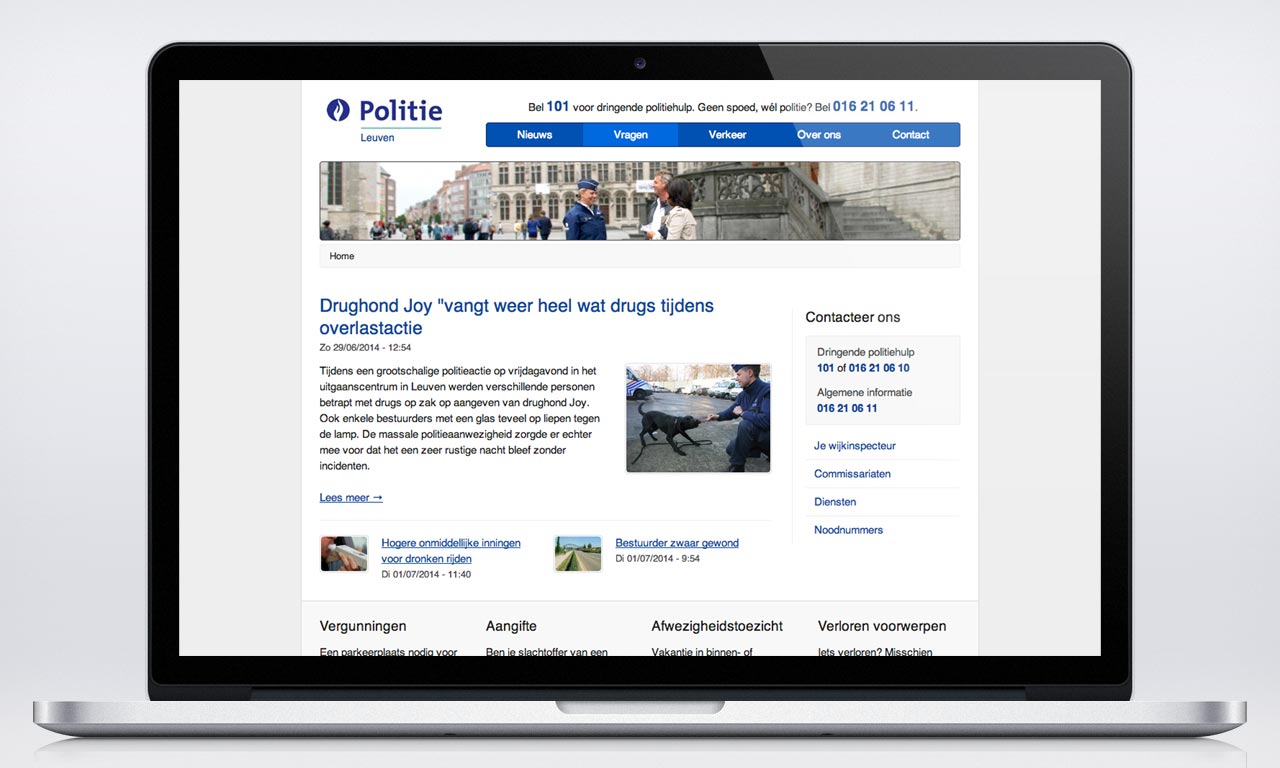 Politie
Leuven
Bel 101 voor dringende politiehulp. Geen spoed, wél politie? Bel 016 21 06 11.
Nieuws Vragen Verkeer Over ons Contact
Home
Drughond Joy "vangt weer heel wat drugs tijdens
overlastactie
Zo 29/06/2014 - 12:54
Tijdens een grootschalige politieactie op vrijdagavond in het
uitgaanscentrum in Leuven werden verschillende personen
betrapt met drugs op zak op aangeven van drughond Joy.
Ook enkele bestuurders met een glas teveel op liepen tegen
de lamp. De massale politieaanwezigheid zorgde er echter
mee voor dat het een zeer rustige nacht bleef zonder
incidenten.
Lees meer →
Hogere onmiddellijke inningen
voor dronken rijden
Di 01/07/2014 - 11:40
Bestuurder zwaar gewond
Di 01/07/2014 - 9:54
Contacteer ons
Dringende politiehulp
101 of 016 21 06 10
Algemene informatie
016 21 06 11
Je wijkinspecteur
Commissariaten
Diensten
Noodnummers
Vergunningen
Een parkeerplaats nodig voor
Aangifte
Ben je slachtoffer van een
Afwezigheidstoezicht
Vakantie in binnen- of
Verloren voorwerpen
Iets verloren? Misschien